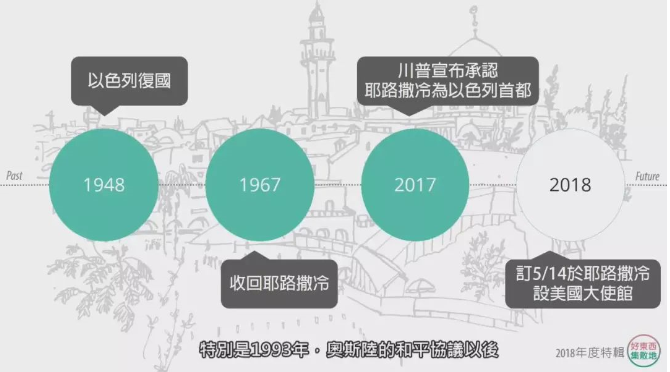 以色列復國
川普宣布承認
耶路撒冷為以色列首都
Past
1948
1967
2017
2018
Future
收回耶路撒冷
訂5/14於耶路撒冷
設美國大使館
特別是1993年，奧斯陸的和平協議以後
2018年度特輯
好東西
集散地